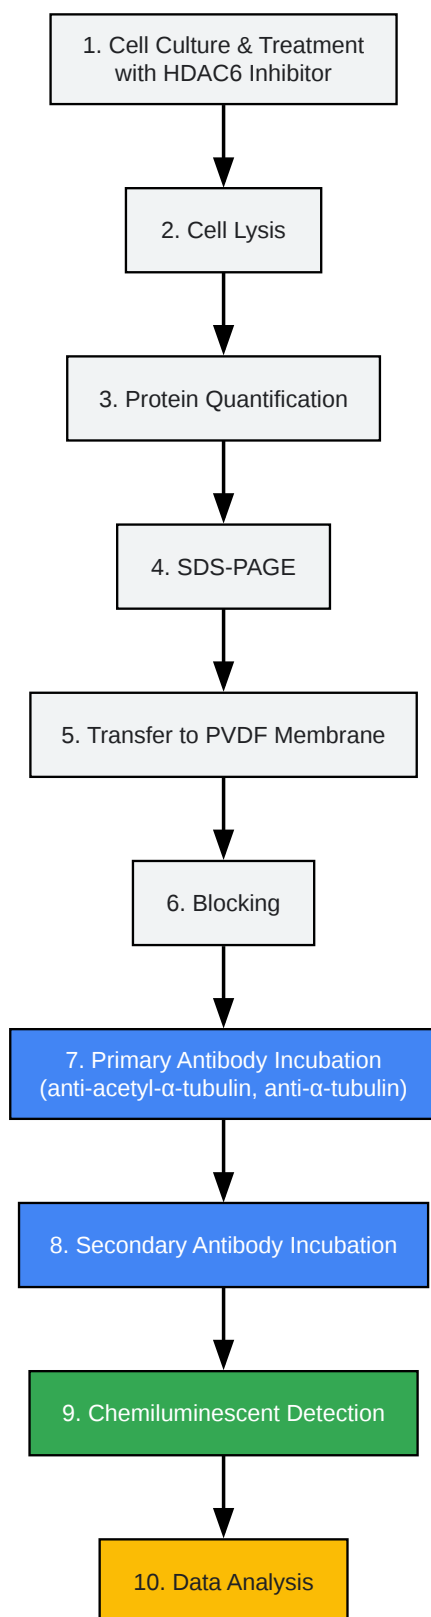 1. Cell Culture & Treatment
with HDAC6 Inhibitor
2. Cell Lysis
3. Protein Quantification
4. SDS-PAGE
5. Transfer to PVDF Membrane
6. Blocking
7. Primary Antibody Incubation
(anti-acetyl-α-tubulin, anti-α-tubulin)
8. Secondary Antibody Incubation
9. Chemiluminescent Detection
10. Data Analysis